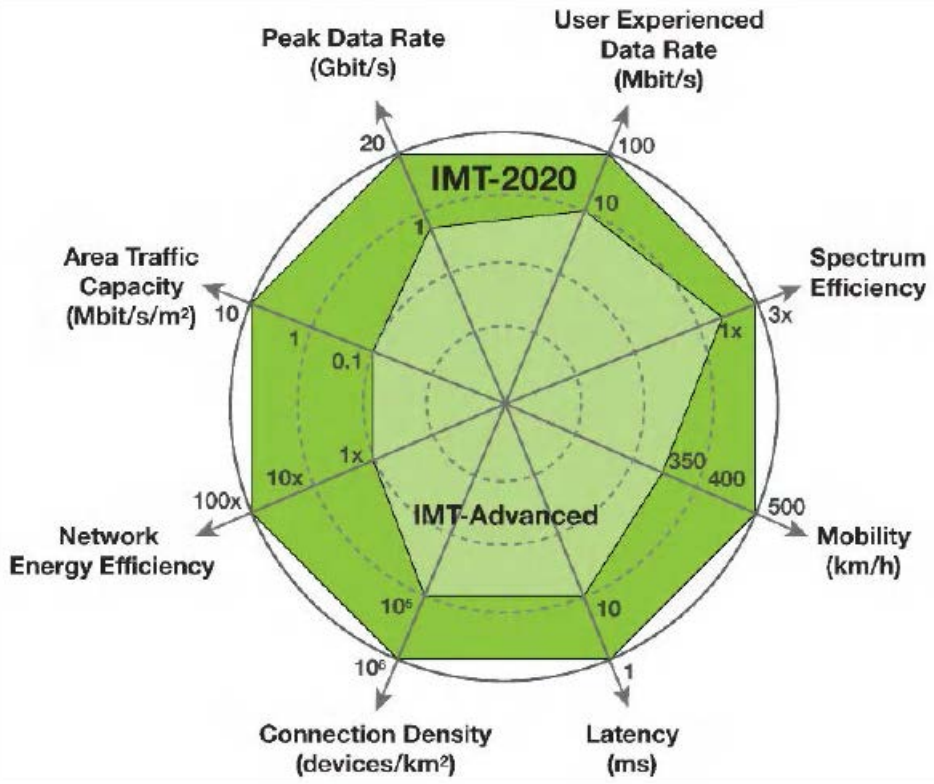 Peak Data Rate
(Gbit/s)
User Experienced
Data Rate
(Mbit/s)
20
100
IMT-2020
1
10
Area Traffic
Capacity
(Mbit/s/m²)
Spectrum
Efficiency
10
1
0.1
1x
3x
1x
10x
100x
350
400
500
Network
Energy Efficiency
IMT-Advanced
Mobility
(km/h)
10⁵
10
10⁶
1
Connection Density
(devices/km²)
Latency
(ms)